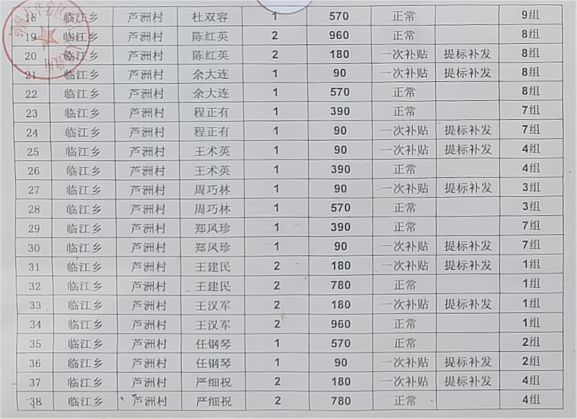 18 临江乡 芦洲村 杜双容 1 570 正常 9组
19 临江乡 芦洲村 陈红英 2 960 正常 8组
20 临江乡 芦洲村 陈红英 2 180 一次补贴 提标补发 8组
21 临江乡 芦洲村 余大连 1 90 一次补贴 提标补发 8组
22 临江乡 芦洲村 余大连 1 570 正常 8组
23 临江乡 芦洲村 程正有 1 390 正常 7组
24 临江乡 芦洲村 程正有 1 90 一次补贴 提标补发 7组
25 临江乡 芦洲村 王术英 1 90 一次补贴 提标补发 4组
26 临江乡 芦洲村 王术英 1 390 正常 4组
27 临江乡 芦洲村 周巧林 1 90 一次补贴 提标补发 3组
28 临江乡 芦洲村 周巧林 1 570 正常 3组
29 临江乡 芦洲村 郑风珍 1 390 正常 7组
30 临江乡 芦洲村 郑风珍 1 90 一次补贴 提标补发 7组
31 临江乡 芦洲村 王建民 2 180 一次补贴 提标补发 1组
32 临江乡 芦洲村 王建民 2 780 正常 1组
33 临江乡 芦洲村 王汉军 2 180 一次补贴 提标补发 1组
34 临江乡 芦洲村 王汉军 2 960 正常 1组
35 临江乡 芦洲村 任钢琴 1 570 正常 2组
36 临江乡 芦洲村 任钢琴 1 90 一次补贴 提标补发 2组
37 临江乡 芦洲村 严细祝 2 180 一次补贴 提标补发 4组
38 临江乡 芦洲村 严细祝 2 780 正常 4组